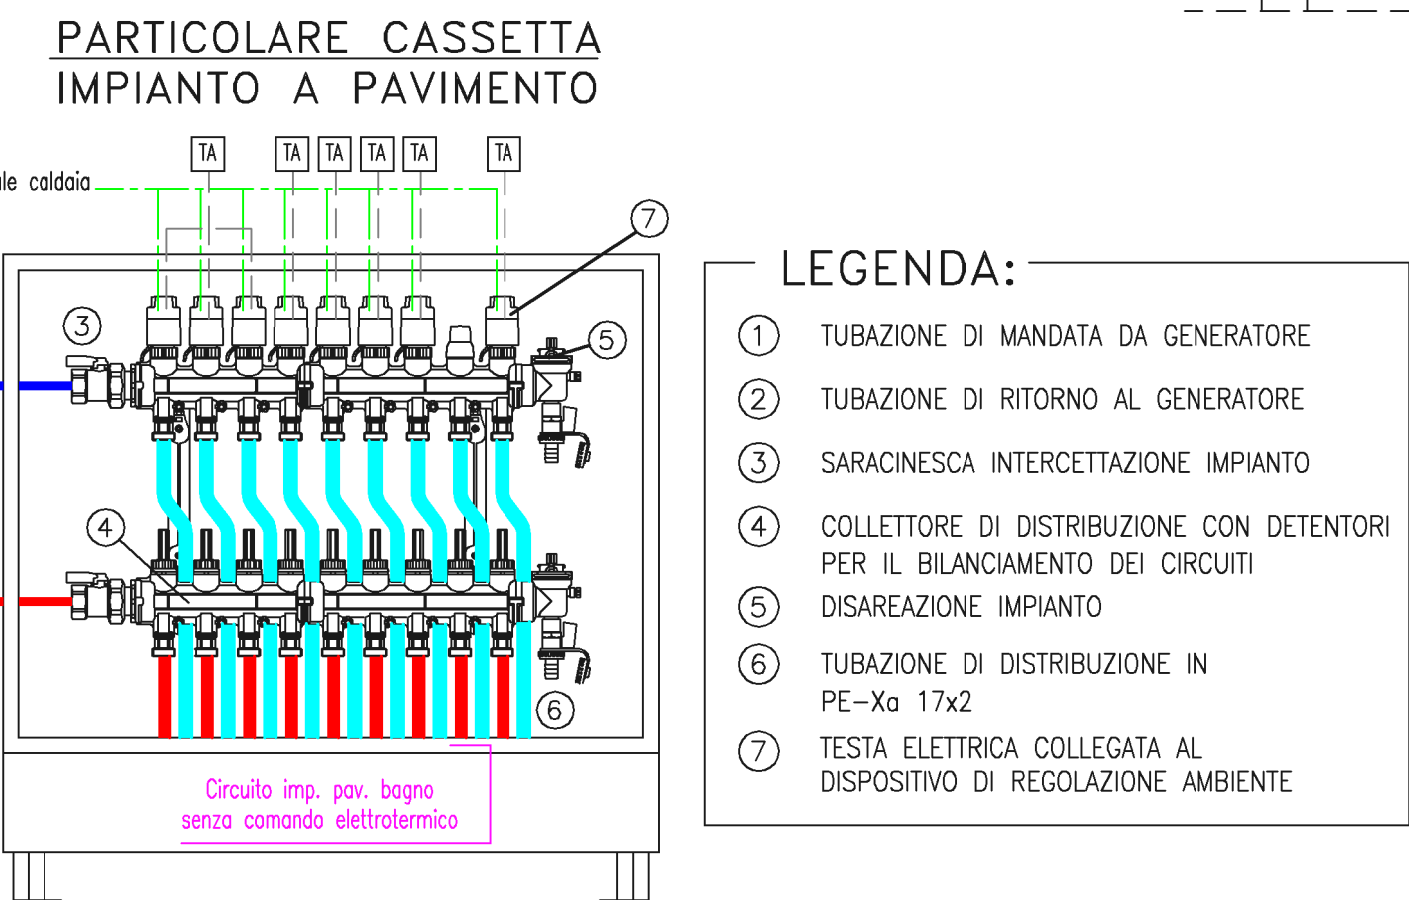 PARTICOLARE CASSETTA
IMPIANTO A PAVIMENTO
TA TA TA TA TA TA
caldaia
7
3
5
4
6
Circuito imp. pav. bagno
senza comando elettrotermico
LEGENDA:
1 TUBAZIONE DI MANDATA DA GENERATORE
2 TUBAZIONE DI RITORNO AL GENERATORE
3 SARACINESCA INTERCETTAZIONE IMPIANTO
4 COLLETTORE DI DISTRIBUZIONE CON DETENTORI
PER IL BILANCIAMENTO DEI CIRCUITI
5 DISAREAZIONE IMPIANTO
6 TUBAZIONE DI DISTRIBUZIONE IN
PE-Xa 17x2
7 TESTA ELETTRICA COLLEGATA AL
DISPOSITIVO DI REGOLAZIONE AMBIENTE